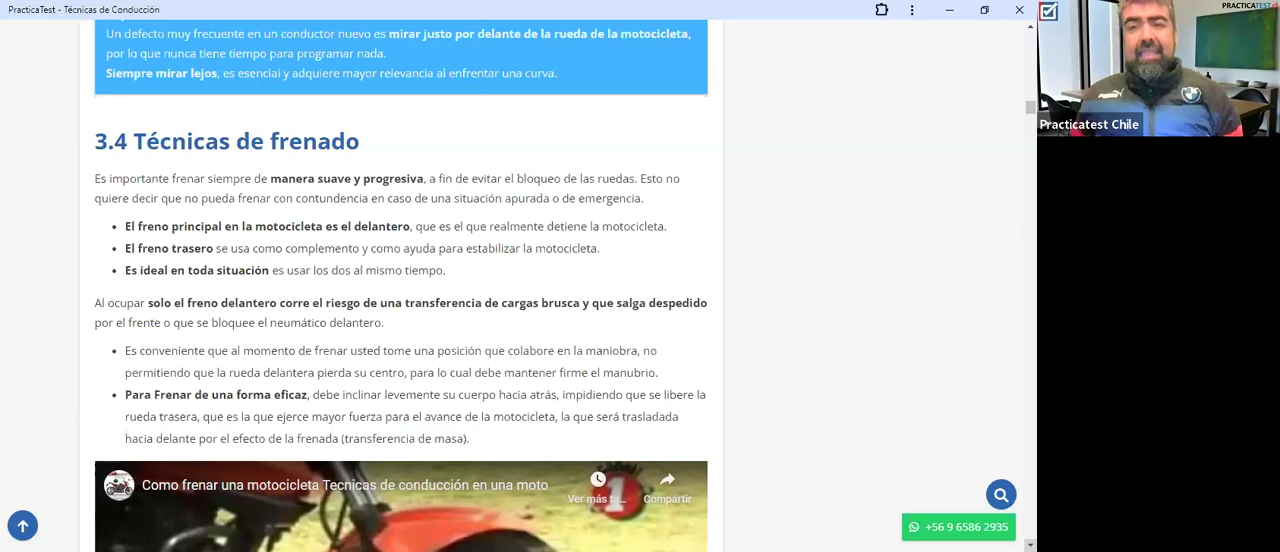 PracticaTest - Técnicas de Conducción
PRACTICATEST
Un defecto muy frecuente en un conductor nuevo es mirar justo por delante de la rueda de la motocicleta,
por lo que nunca tiene tiempo para programar nada.
Siempre mirar lejos, es esencial y adquiere mayor relevancia al enfrentar una curva.
Practicatest Chile
3.4 Técnicas de frenado
Es importante frenar siempre de manera suave y progresiva, a fin de evitar el bloqueo de las ruedas. Esto no
quiere decir que no pueda frenar con contundencia en caso de una situación apurada o de emergencia.
• El freno principal en la motocicleta es el delantero, que es el que realmente detiene la motocicleta.
• El freno trasero se usa como complemento y como ayuda para estabilizar la motocicleta.
• Es ideal en toda situación es usar los dos al mismo tiempo.
Al ocupar solo el freno delantero corre el riesgo de una transferencia de cargas brusca y que salga despedido
por el frente o que se bloquee el neumático delantero.
• Es conveniente que al momento de frenar usted tome una posición que colabore en la maniobra, no
permitiendo que la rueda delantera pierda su centro, para lo cual debe mantener firme el manubrio.
• Para Frenar de una forma eficaz, debe inclinar levemente su cuerpo hacia atrás, impidiendo que se libere la
rueda trasera, que es la que ejerce mayor fuerza para el avance de la motocicleta, la que será trasladada
hacia delante por el efecto de la frenada (transferencia de masa).
Como frenar una motocicleta Tecnicas de conducción en una moto
Ver más ta...
Compartir
+56 9 6586 2935